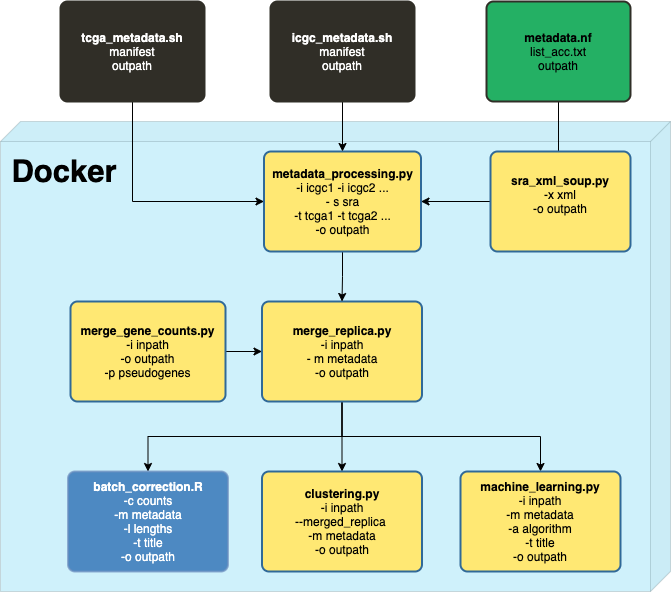 tcga_metadata.sh
manifest
outpath
icgc_metadata.sh
manifest
outpath
metadata.nf
list_acc.txt
outpath
Docker
metadata_processing.py
-i icgc1 -i icgc2 ...
- s sra
-t tcga1 -t tcga2 ...
-o outpath
sra_xml_soup.py
-x xml
-o outpath
merge_gene_counts.py
-i inpath
-o outpath
-p pseudogenes
merge_replica.py
-i inpath
- m metadata
-o outpath
batch_correction.R
-c counts
-m metadata
-l lengths
-t title
-o outpath
clustering.py
-i inpath
--merged_replica
-m metadata
-o outpath
machine_learning.py
-i inpath
-m metadata
-a algorithm
-t title
-o outpath